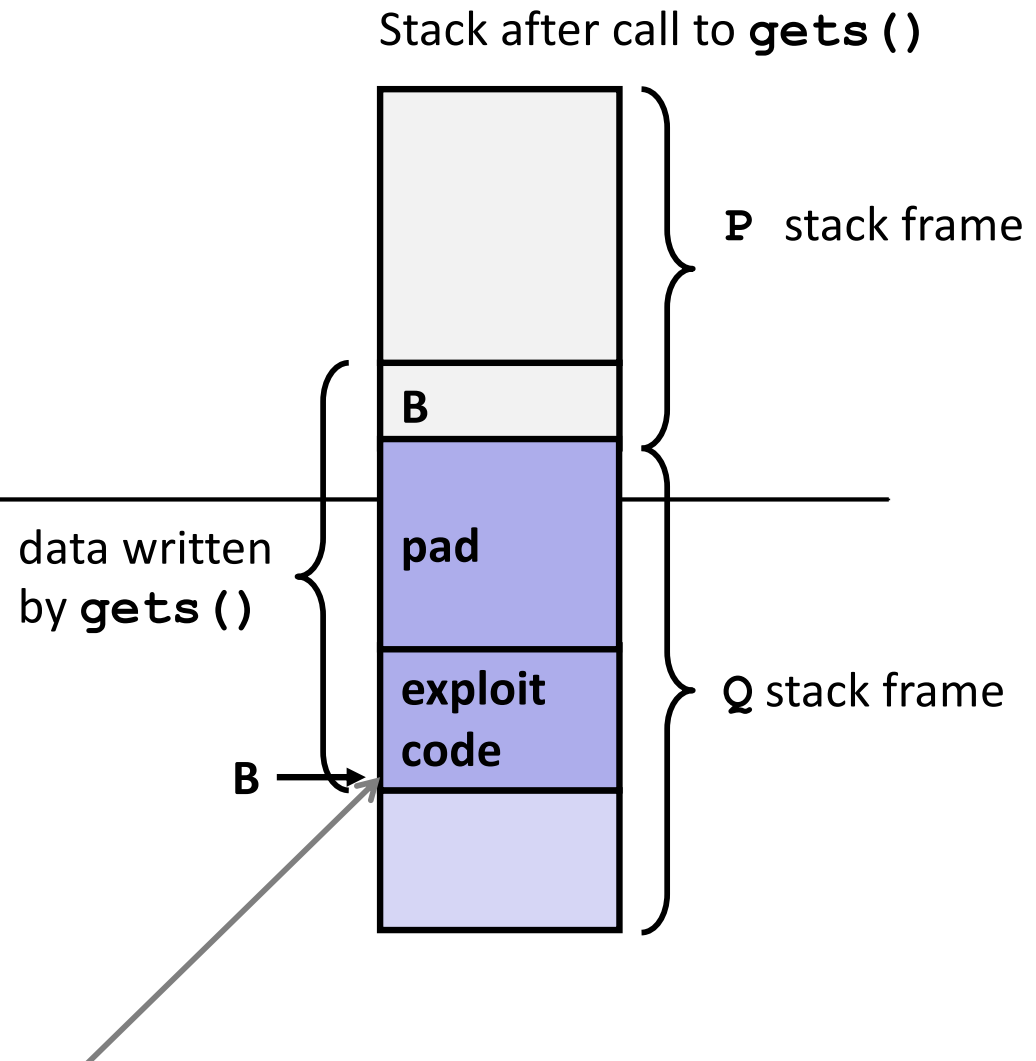 Stack after call to gets()
P stack frame
B
data written
by gets()
pad
exploit
code
Q stack frame
B